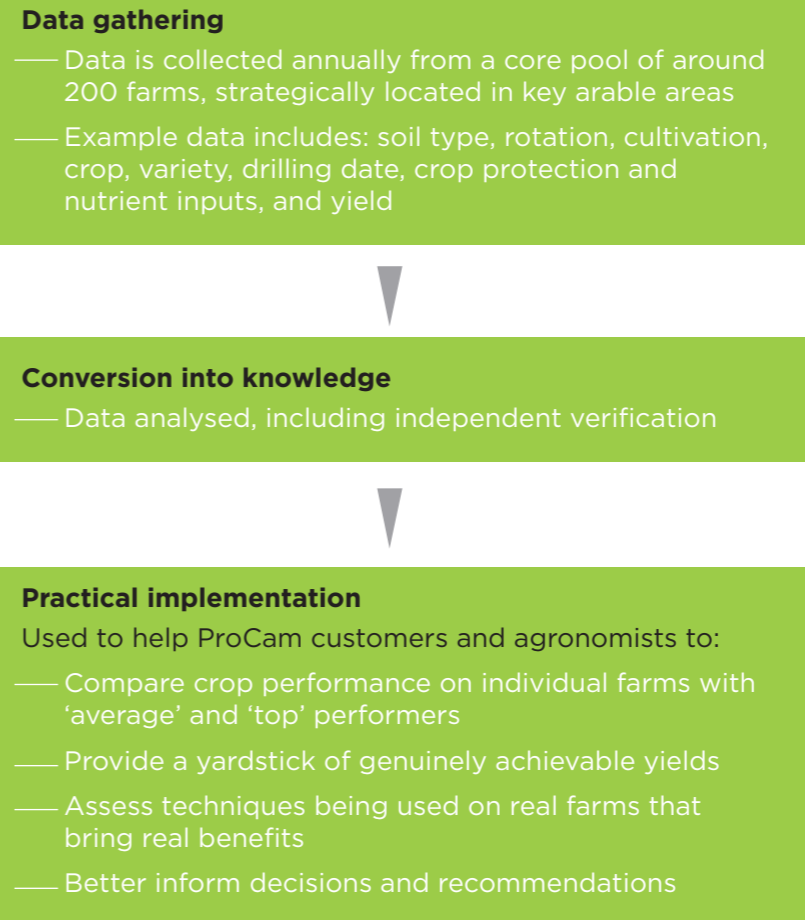 Data gathering
Data is collected annually from a core pool of around
200 farms, strategically located in key arable areas
Example data includes: soil type, rotation, cultivation,
crop, variety, drilling date, crop protection and
nutrient inputs, and yield
Conversion into knowledge
Data analysed, including independent verification
Practical implementation
Used to help ProCam customers and agronomists to:
Compare crop performance on individual farms with
‘average’ and ‘top’ performers
Provide a yardstick of genuinely achievable yields
Assess techniques being used on real farms that
bring real benefits
Better inform decisions and recommendations